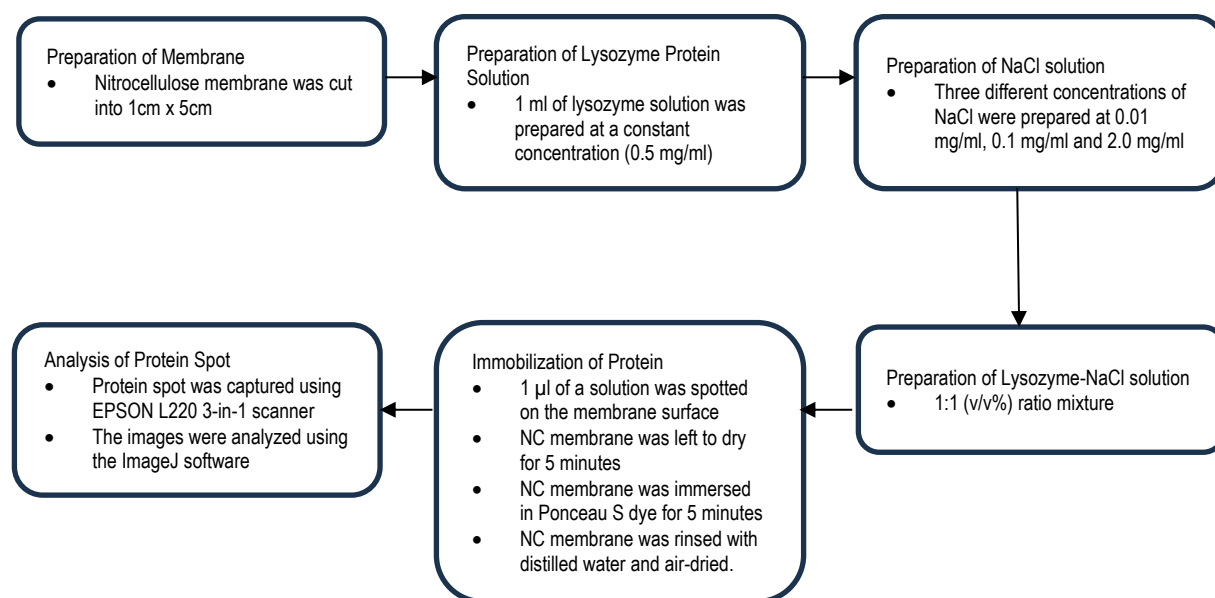 Preparation of Membrane
• Nitrocellulose membrane was cut
into 1cm x 5cm
Preparation of Lysozyme Protein
Solution
• 1 ml of lysozyme solution was
prepared at a constant
concentration (0.5 mg/ml)
Preparation of NaCl solution
• Three different concentrations of
NaCl were prepared at 0.01
mg/ml, 0.1 mg/ml and 2.0 mg/ml
Preparation of Lysozyme-NaCl solution
• 1:1 (v/v%) ratio mixture
Immobilization of Protein
• 1 µl of a solution was spotted
on the membrane surface
• NC membrane was left to dry
for 5 minutes
• NC membrane was immersed
in Ponceau S dye for 5 minutes
• NC membrane was rinsed with
distilled water and air-dried.
Analysis of Protein Spot
• Protein spot was captured using
EPSON L220 3-in-1 scanner
• The images were analyzed using
the ImageJ software